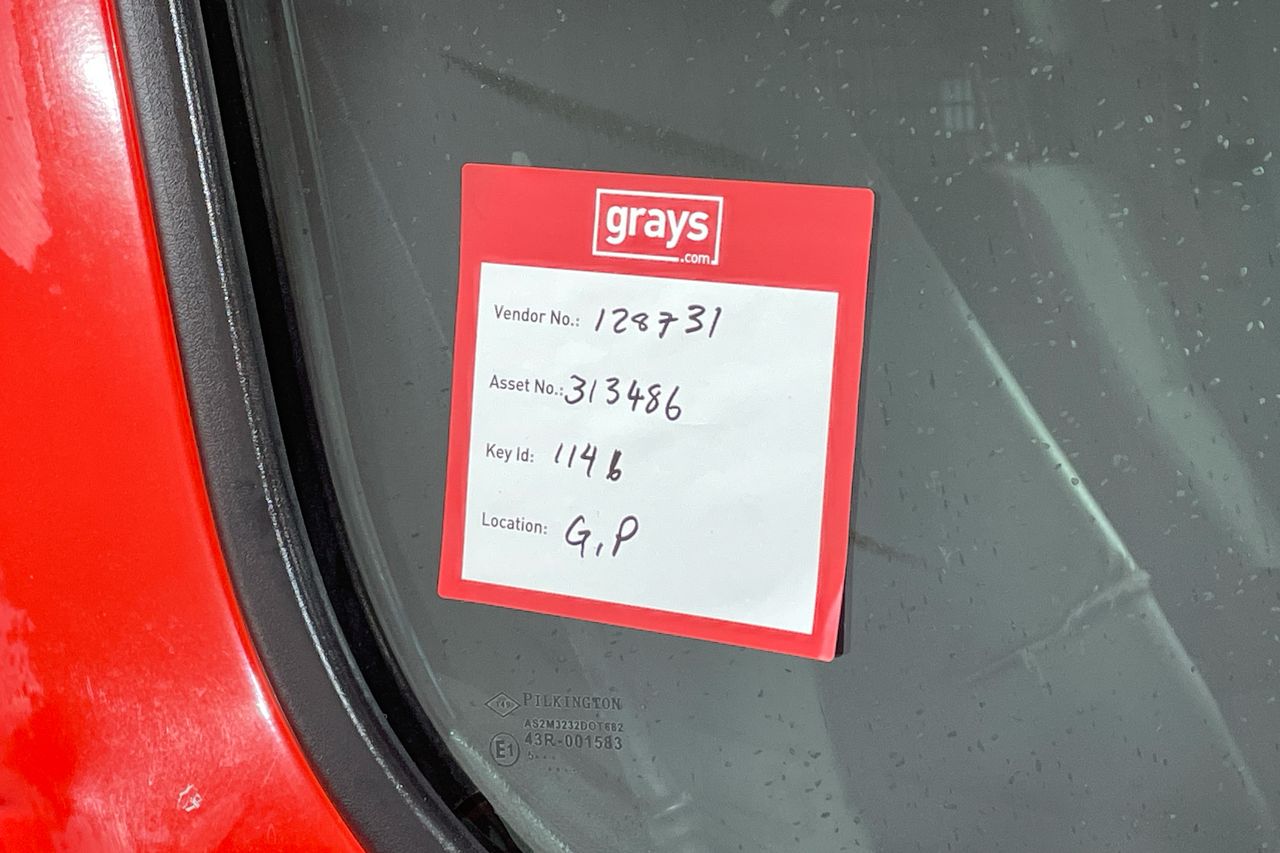 grays
.com
Vendor No.: 128731
Asset No.: 313486
Key Id: 114b
Location: G.P
PILKINGTON
AS2M3232DOT682
E1 43R-001583